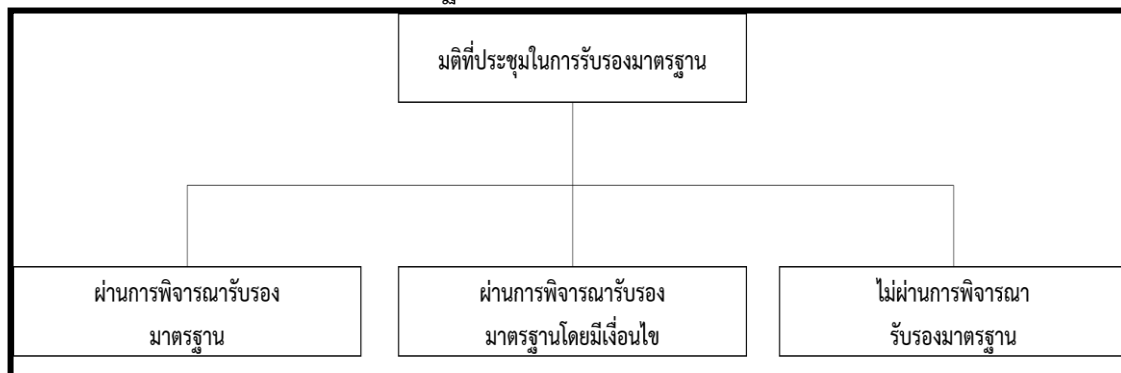 มติที่ประชุมในการรับรองมาตรฐาน
ผ่านการพิจารณารับรอง
มาตรฐาน
ผ่านการพิจารณารับรอง
มาตรฐานโดยมีเงื่อนไข
ไม่ผ่านการพิจารณา
รับรองมาตรฐาน